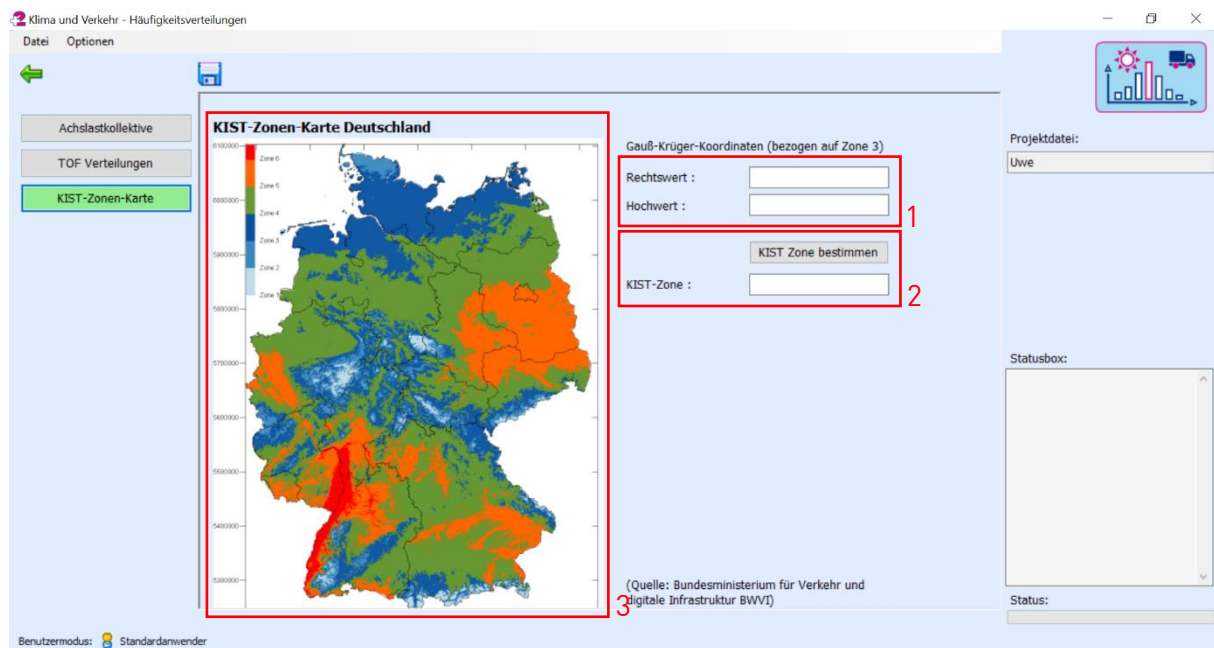 Klima und Verkehr - Häufigkeitsverteilungen
Datei Optionen
Achslastkollektive
TOF Verteilungen
KIST-Zonen-Karte
KIST-Zonen-Karte Deutschland
6100000
6000000
5900000
5800000
5700000
5600000
5500000
5400000
5300000
Zone 6
Zone 5
Zone 4
Zone 3
Zone 2
Zone 1
3
Gauß-Krüger-Koordinaten (bezogen auf Zone 3)
Rechtswert :
Hochwert :
1
KIST Zone bestimmen
KIST-Zone :
2
(Quelle: Bundesministerium für Verkehr und
digitale Infrastruktur BWVI)
Projektdatei:
Uwe
Statusbox:
Status:
Benutzermodus: Standardanwender